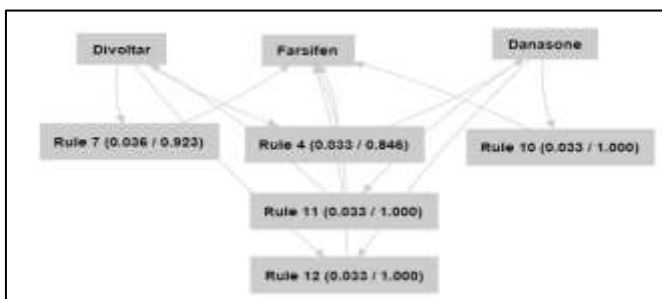 Divoltar
Farsifen
Danasone
Rule 7 (0.036 / 0.923)
Rule 4 (0.033 / 0.846)
Rule 10 (0.033 / 1.000)
Rule 11 (0.033 / 1.000)
Rule 12 (0.033 / 1.000)